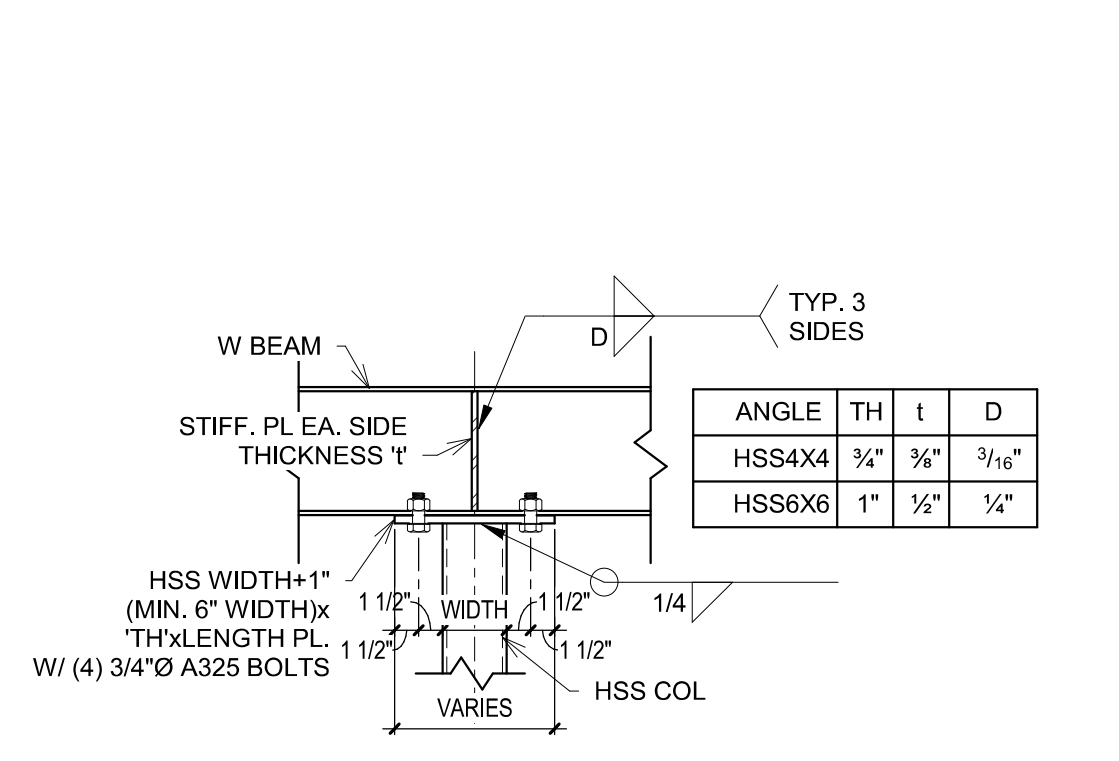 TYP. 3
SIDES
D
W BEAM
STIFF. PL EA. SIDE
THICKNESS 't'
ANGLE TH t D
HSS4X4 ¾" ⅜" 3/16"
HSS6X6 1" ½" ¼"
HSS WIDTH+1"
(MIN. 6" WIDTH)x
'TH'xLENGTH PL.
W/ (4) 3/4"Ø A325 BOLTS
1 1/2" WIDTH 1 1/2"
1 1/2" 1 1/2"
1/4
HSS COL
VARIES